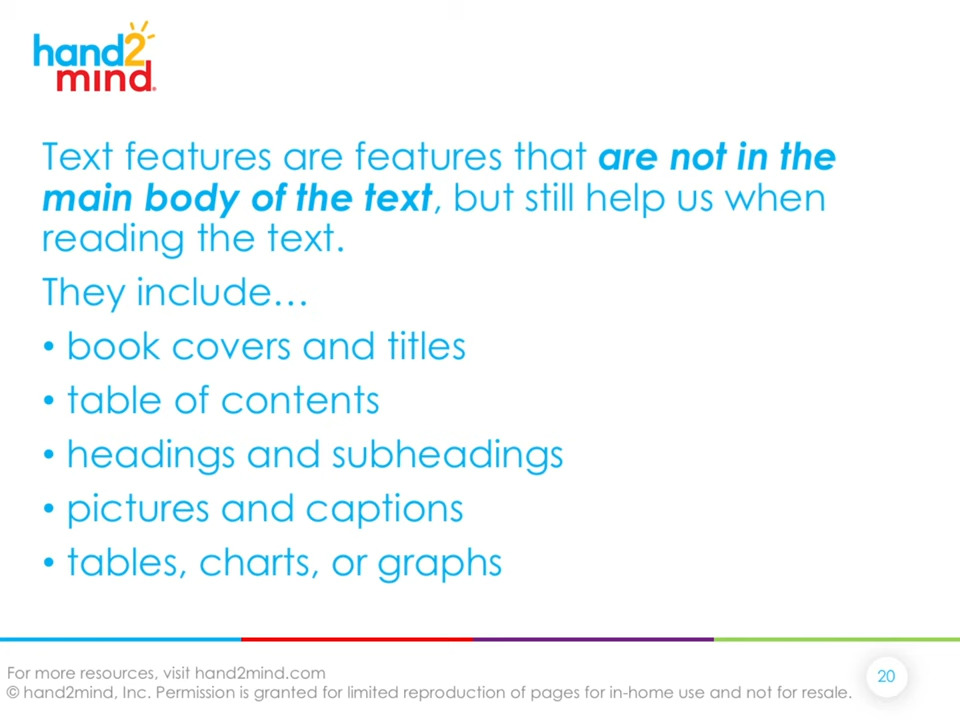 hand2
mind®
Text features are features that are not in the
main body of the text, but still help us when
reading the text.
They include…
• book covers and titles
• table of contents
• headings and subheadings
• pictures and captions
• tables, charts, or graphs
For more resources, visit hand2mind.com
© hand2mind, Inc. Permission is granted for limited reproduction of pages for in-home use and not for resale.
20